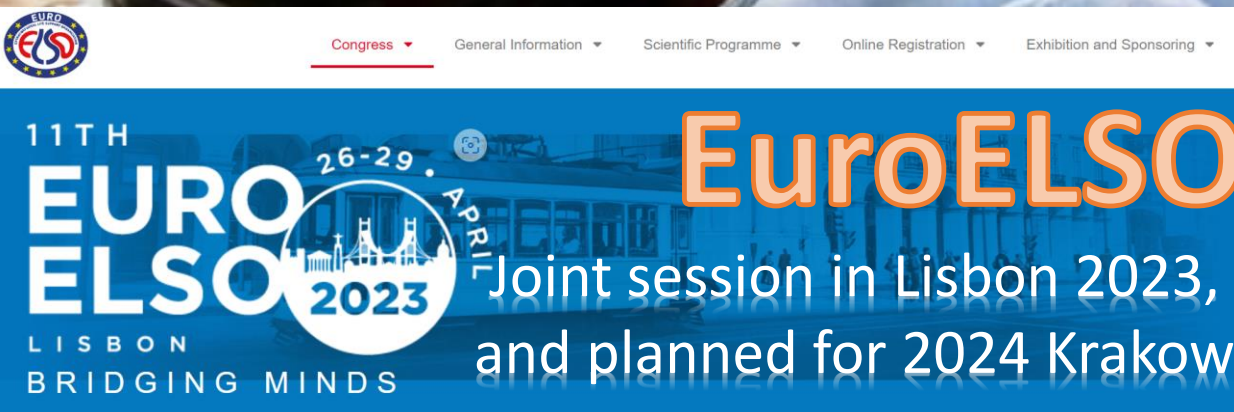 EURO
ELSO
Congress
General Information
Scientific Programme
Online Registration
Exhibition and Sponsoring
11TH
EURO
ELSO
26-29 . APRIL
2023
LISBON
BRIDGING MINDS
EuroELSO
Joint session in Lisbon 2023,
and planned for 2024 Krakow